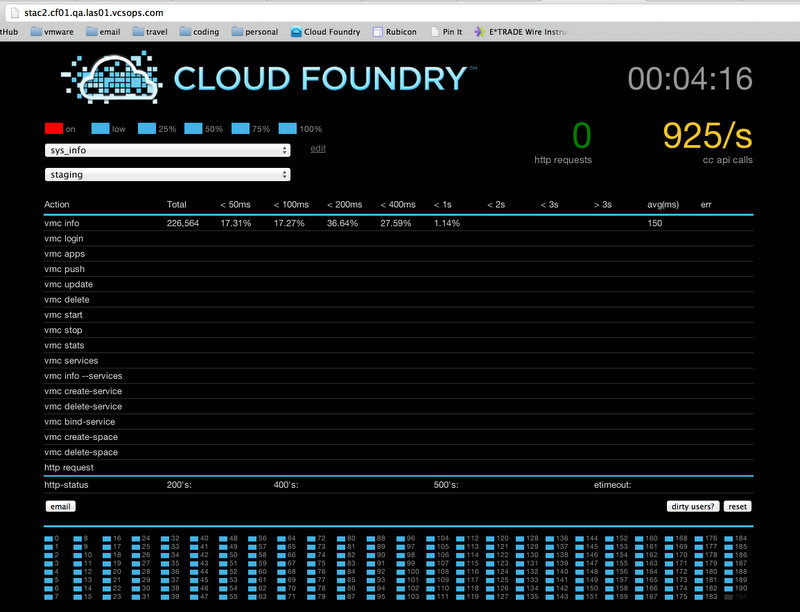 stac2.cf01.qa.las01.vcsops.com
tHub vmware email travel coding personal Cloud Foundry Rubicon Pin It E*TRADE Wire Instru
CLOUD FOUNDRY™ 00:04:16
on low 25% 50% 75% 100%
0 925/s
sys_info edit
http requests cc api calls
staging
Action Total < 50ms < 100ms < 200ms < 400ms < 1s < 2s < 3s > 3s avg(ms) err
vmc info 226,564 17.31% 17.27% 36.64% 27.59% 1.14% 150
vmc login
vmc apps
vmc push
vmc update
vmc delete
vmc start
vmc stop
vmc stats
vmc services
vmc info --services
vmc create-service
vmc delete-service
vmc bind-service
vmc create-space
vmc delete-space
http request
http-status 200's: 400's: 500's: etimeout:
email dirty users? reset
0 8 16 24 32 40 48 56 64 72 80 88 96 104 112 120 128 136 144 152 160 168 176 184
1 9 17 25 33 41 49 57 65 73 81 89 97 105 113 121 129 137 145 153 161 169 177 185
2 10 18 26 34 42 50 58 66 74 82 90 98 106 114 122 130 138 146 154 162 170 178 186
3 11 19 27 35 43 51 59 67 75 83 91 99 107 115 123 131 139 147 155 163 171 179 187
4 12 20 28 36 44 52 60 68 76 84 92 100 108 116 124 132 140 148 156 164 172 180 188
5 13 21 29 37 45 53 61 69 77 85 93 101 109 117 125 133 141 149 157 165 173 181 189
6 14 22 30 38 46 54 62 70 78 86 94 102 110 118 126 134 142 150 158 166 174 182 190
7 15 23 31 39 47 55 63 71 79 87 95 103 111 119 127 135 143 151 159 167 175 183